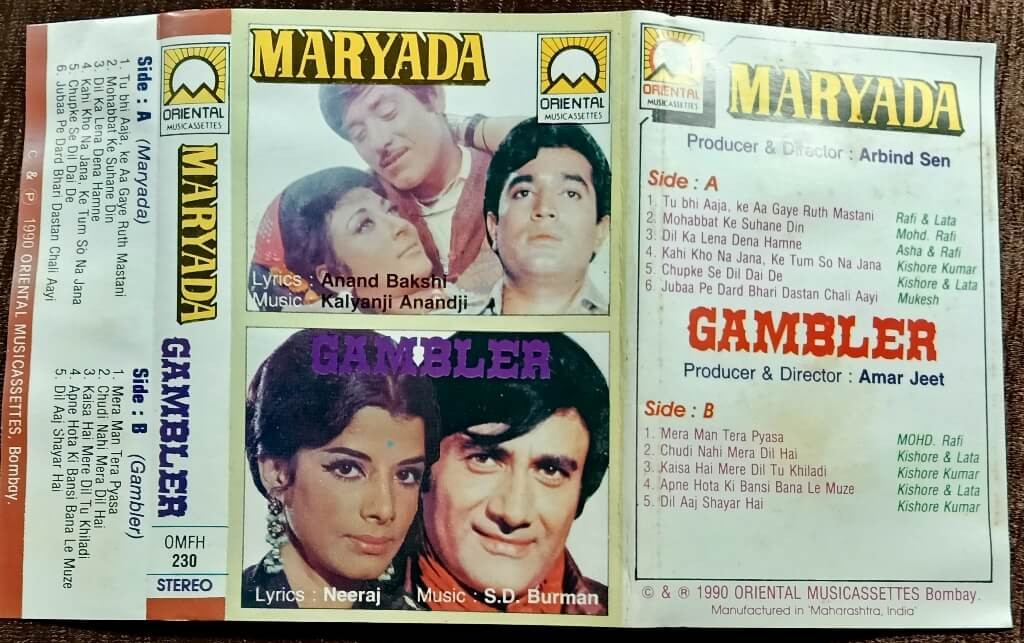 Side : A (Maryada)
1. Tu bhi Aaja, ke Aa Gaye Ruth Mastani
2. Mohabbat Ke Suhane Din
3. Dil Ka Lena Dena Hamne
4. Kahi Kho Na Jana, Ke Tum So Na Jana
5. Chupke Se Dil Dai De
6. Jubaa Pe Dard Bhari Dastan Chali Aayi
Side : B (Gambler)
1. Mera Man Tera Pyasa
2. Chudi Nahi Mera Dil Hai
3. Kaisa Hai Mere Dil Tu Khiladi
4. Apne Hota Ki Bansi Bana Le Muze
5. Dil Aaj Shayar Hai
C & (P) 1990 ORIENTAL MUSICASSETTES, Bombay.
ORIENTAL
MUSICASSETTES
MARYADA
GAMBLER
OMFH
230
STEREO
MARYADA
ORIENTAL
MUSICASSETTES
Lyrics : Anand Bakshi
Music : Kalyanji Anandji
GAMBLER
Lyrics : Neeraj Music : S.D. Burman
ORIENTAL
MUSICASSETTES
MARYADA
Producer & Director : Arbind Sen
Side : A
1. Tu bhi Aaja, ke Aa Gaye Ruth Mastani Rafi & Lata
2. Mohabbat Ke Suhane Din Mohd. Rafi
3. Dil Ka Lena Dena Hamne Asha & Rafi
4. Kahi Kho Na Jana, Ke Tum So Na Jana Kishore Kumar
5. Chupke Se Dil Dai De Kishore & Lata
6. Jubaa Pe Dard Bhari Dastan Chali Aayi Mukesh
GAMBLER
Producer & Director : Amar Jeet
Side : B
1. Mera Man Tera Pyasa MOHD. Rafi
2. Chudi Nahi Mera Dil Hai Kishore & Lata
3. Kaisa Hai Mere Dil Tu Khiladi Kishore Kumar
4. Apne Hota Ki Bansi Bana Le Muze Kishore & Lata
5. Dil Aaj Shayar Hai Kishore Kumar
© & ® 1990 ORIENTAL MUSICASSETTES Bombay.
Manufactured in 'Maharashtra, India'